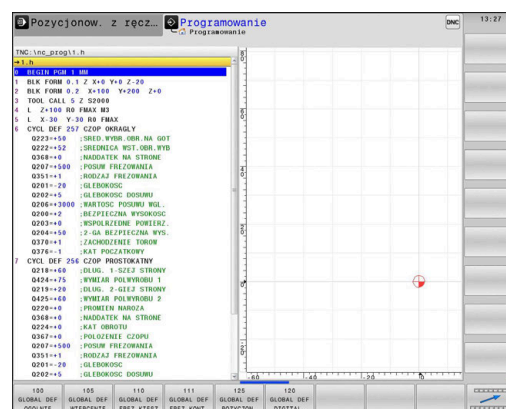 Pozycjonow. z ręcz…
Programowanie
Programowanie
DNC
13:27
TNC:\nc_prog\1.h
→1.h
0 BEGIN PGM 1 MM
1 BLK FORM 0.1 Z X+0 Y+0 Z-20
2 BLK FORM 0.2 X+100 Y+200 Z+0
3 TOOL CALL 5 Z S2000
4 L Z+100 R0 FMAX M3
5 L X-30 Y-30 R0 FMAX
6 CYCL DEF 257 CZOP OKRAGLY
Q223=+50 ;SRED.WYBR.OBR.NA GOT
Q222=+52 ;SREDNICA WST.OBR.WYB
Q368=+0 ;NADDATEK NA STRONE
Q207=+500 ;POSUW FREZOWANIA
Q351=+1 ;RODZAJ FREZOWANIA
Q201=-20 ;GLEBOKOSC
Q202=+5 ;GLEBOKOSC DOSUWU
Q206=+3000 ;WARTOSC POSUWU WGL.
Q200=+2 ;BEZPIECZNA WYSOKOSC
Q203=+0 ;WSPOLRZEDNE POWIERZ.
Q204=+50 ;2-GA BEZPIECZNA WYS.
Q370=+1 ;ZACHODZENIE TOROW
Q376=-1 ;KAT POCZATKOWY
7 CYCL DEF 256 CZOP PROSTOKATNY
Q218=+60 ;DLUG. 1-SZEJ STRONY
Q424=+75 ;WYMIAR POLWYROBU 1
Q219=+20 ;DLUG. 2-GIEJ STRONY
Q425=+60 ;WYMIAR POLWYROBU 2
Q220=+0 ;PROMIEN NAROZA
Q368=+0 ;NADDATEK NA STRONE
Q224=+0 ;KAT OBROTU
Q367=+0 ;POLOZENIE CZOPU
Q207=+500 ;POSUW FREZOWANIA
Q351=+1 ;RODZAJ FREZOWANIA
Q201=-20 ;GLEBOKOSC
Q202=+5 ;GLEBOKOSC DOSUWU
-60 -40 -20 0
100 105 110 111 125 120
GLOBAL DEF GLOBAL DEF GLOBAL DEF GLOBAL DEF GLOBAL DEF GLOBAL DEF
OGOLNIE WIERCENIE FREZ.KIESZ. FREZ.KONT. POZYCJON.